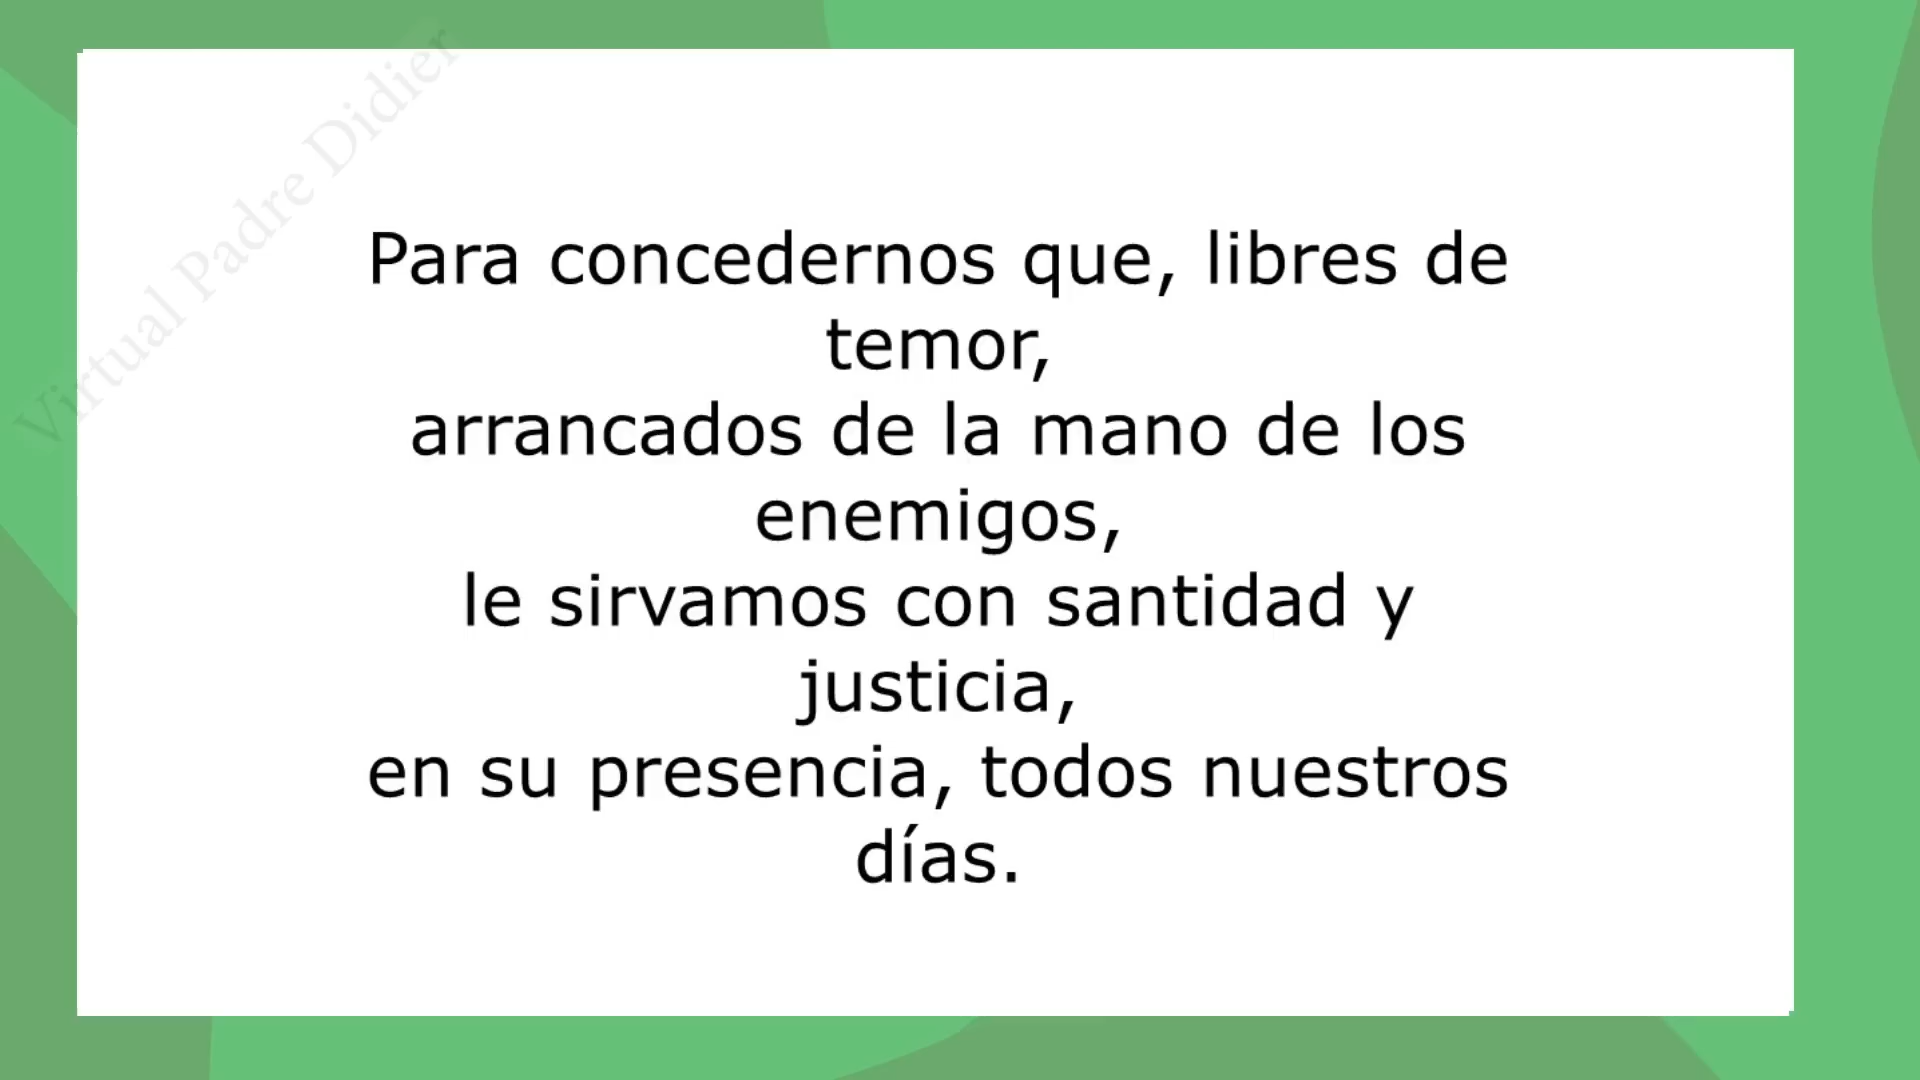 Virtual Padre Didier
Para concedernos que, libres de
temor,
arrancados de la mano de los
enemigos,
le sirvamos con santidad y
justicia,
en su presencia, todos nuestros
días.